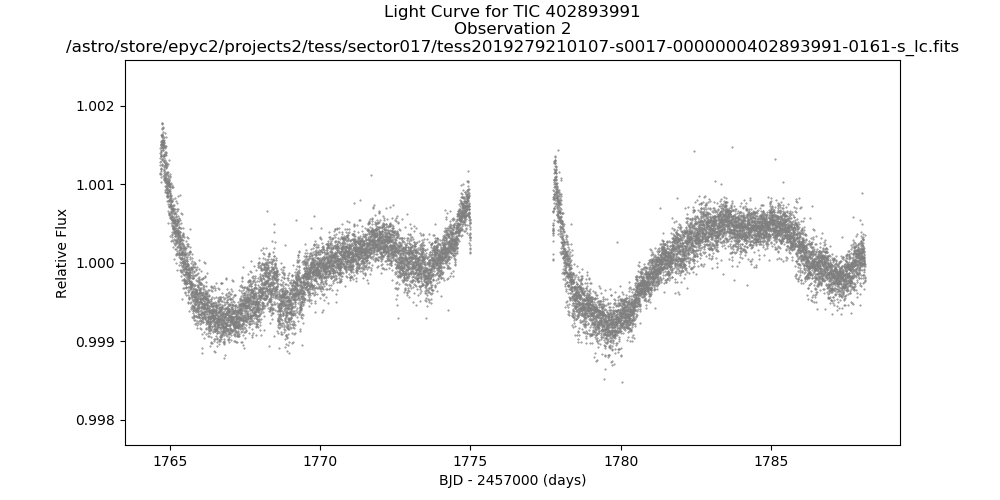 Light Curve for TIC 402893991
Observation 2
/astro/store/epyc2/projects2/tess/sector017/tess2019279210107-s0017-0000000402893991-0161-s_lc.fits
1.002
1.001
1.000
0.999
0.998
Relative Flux
1765
1770
1775
1780
1785
BJD - 2457000 (days)